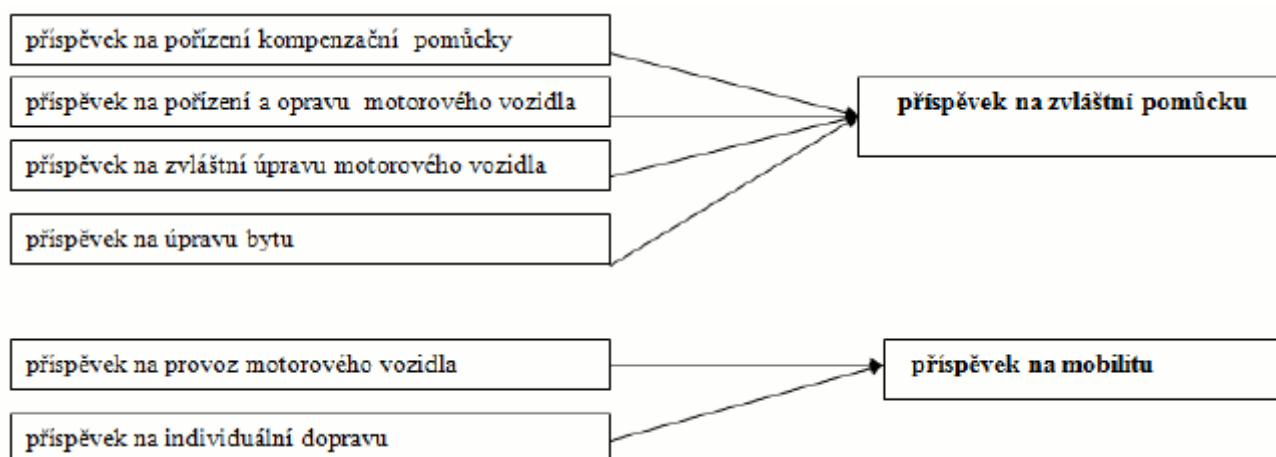 příspěvek na pořízení kompenzační pomůcky
příspěvek na pořízení a opravu motorového vozidla
příspěvek na zvláštní úpravu motorového vozidla
příspěvek na úpravu bytu
příspěvek na zvláštní pomůcku
příspěvek na provoz motorového vozidla
příspěvek na individuální dopravu
příspěvek na mobilitu